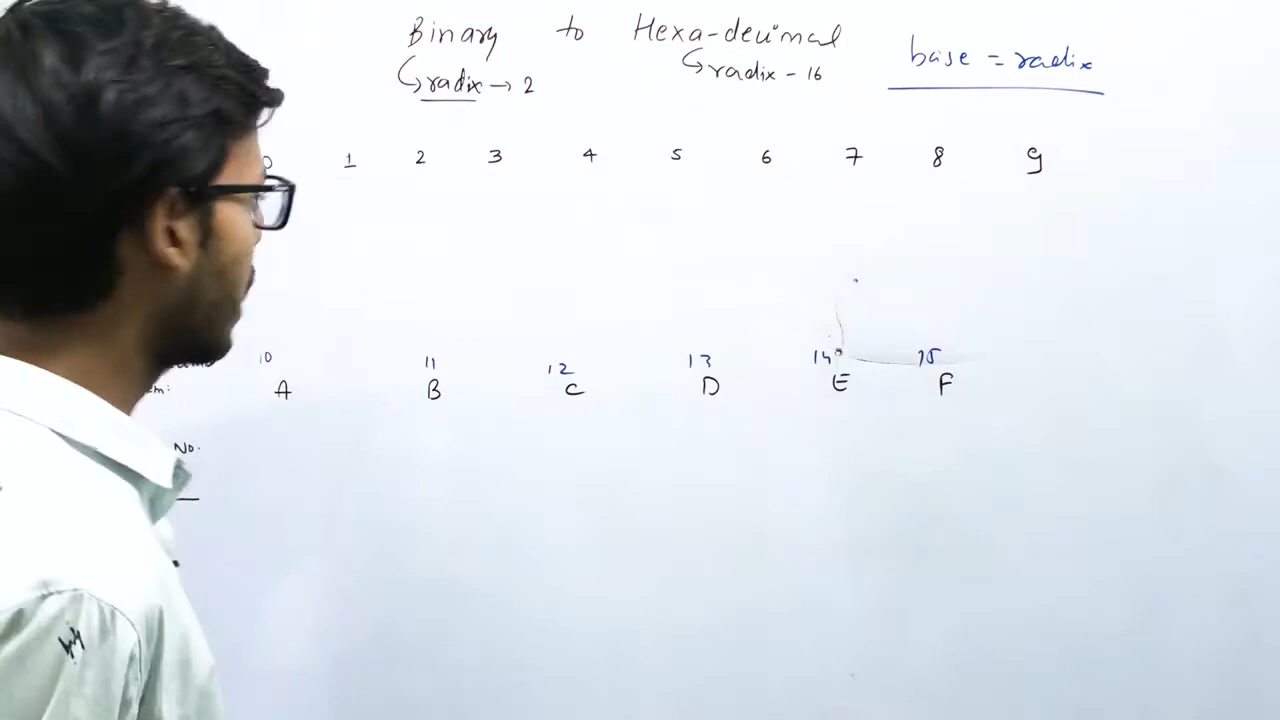 Binary to Hexa-decimal
radix → 2
radix - 16
base = radix
0 1 2 3 4 5 6 7 8 9
10 11 12 13 14 15
A B C D E F
No.